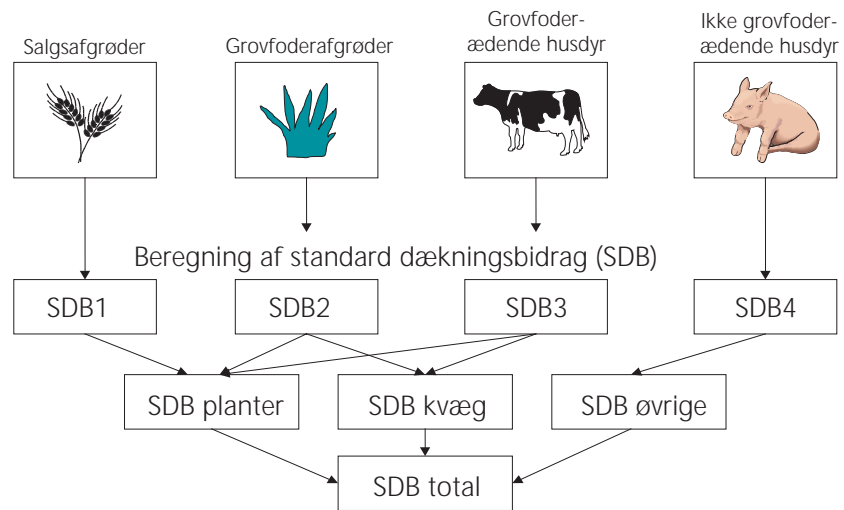 Salgsafgrøder
Grovfoderafgrøder
Grovfoder-
ædende husdyr
Ikke grovfoder-
ædende husdyr
Beregning af standard dækningsbidrag (SDB)
SDB1
SDB2
SDB3
SDB4
SDB planter
SDB kvæg
SDB øvrige
SDB total